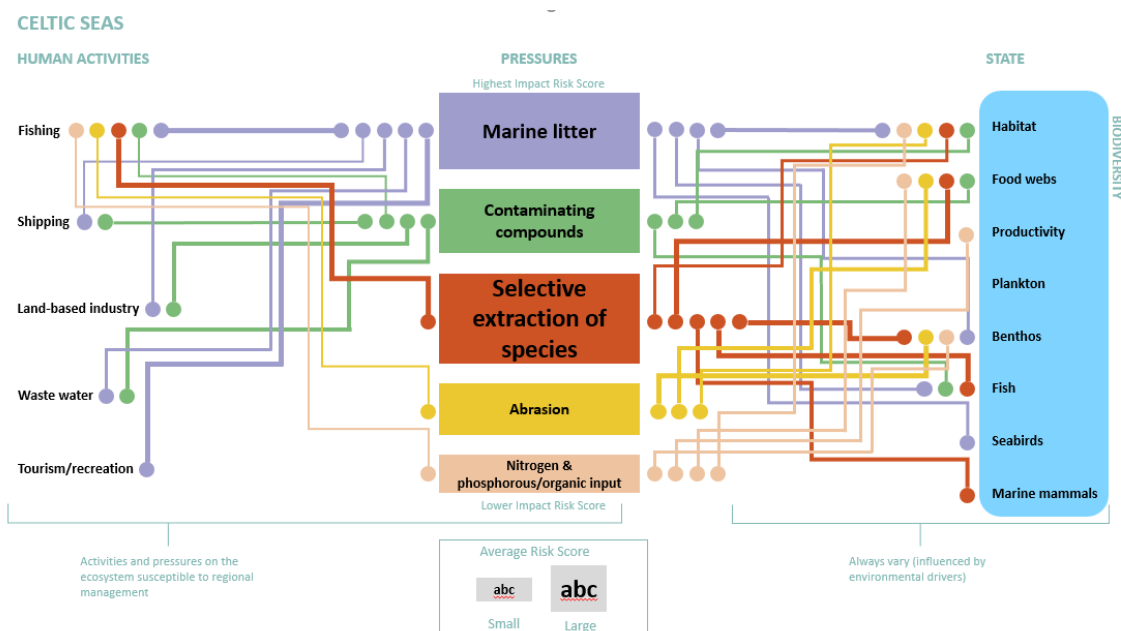 CELTIC SEAS
HUMAN ACTIVITIES
PRESSURES
STATE
Highest Impact Risk Score
Fishing
Marine litter
Habitat
BIODIVERSITY
Food webs
Shipping
Contaminating
compounds
Productivity
Plankton
Land-based industry
Selective
extraction of
species
Benthos
Fish
Waste water
Abrasion
Seabirds
Tourism/recreation
Nitrogen &
phosphorous/organic input
Marine mammals
Lower Impact Risk Score
Activities and pressures on the
ecosystem susceptible to regional
management
Always vary (influenced by
environmental drivers)
Average Risk Score
abc
abc
Small
Large